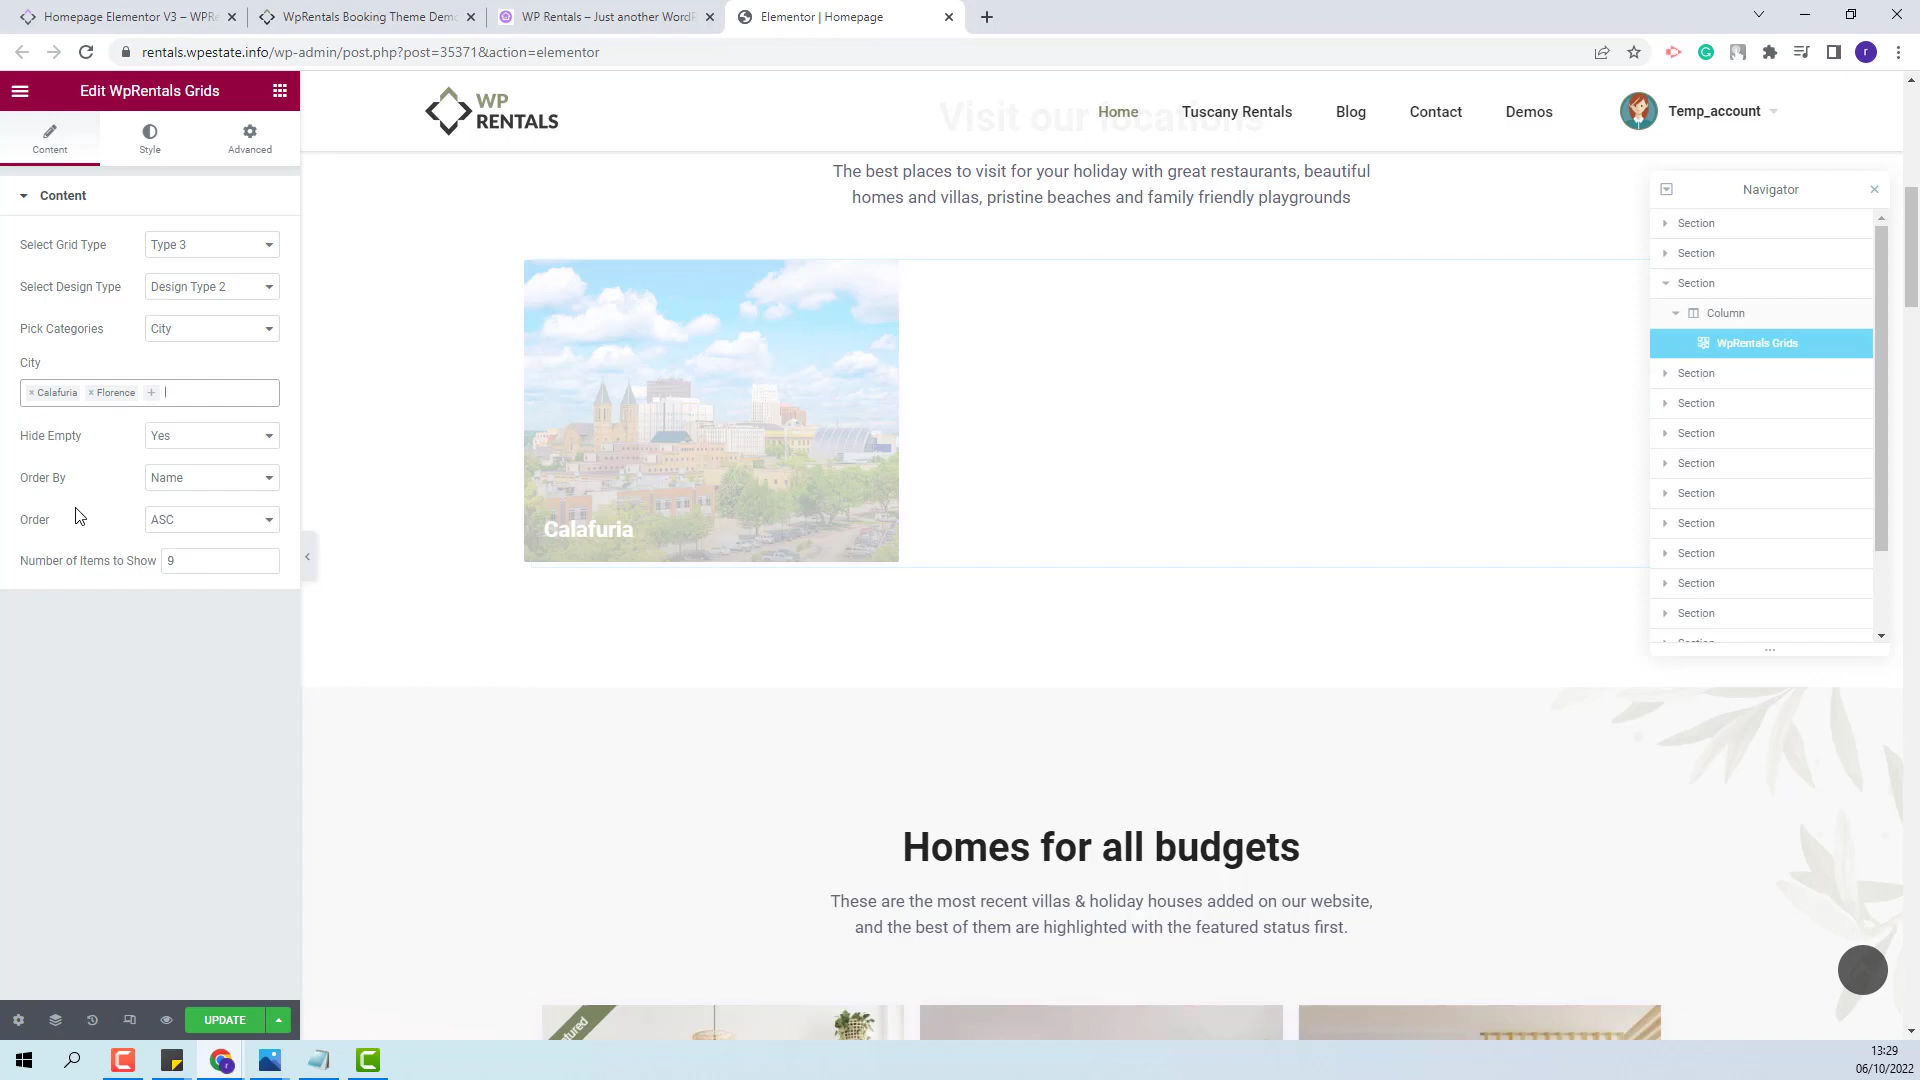 Homepage Elementor V3 – WPRe
WpRentals Booking Theme Demo
WP Rentals – Just another WordP
Elementor | Homepage
rentals.wpestate.info/wp-admin/post.php?post=35371&action=elementor
r
Edit WpRentals Grids
Content
Style
Advanced
Content
Select Grid Type
Type 3
Select Design Type
Design Type 2
Pick Categories
City
City
× Calafuria × Florence +
Hide Empty
Yes
Order By
Name
Order
ASC
Number of Items to Show
9
UPDATE
WP
RENTALS
Visit our locations
Home
Tuscany Rentals
Blog
Contact
Demos
Temp_account
The best places to visit for your holiday with great restaurants, beautiful
homes and villas, pristine beaches and family friendly playgrounds
Calafuria
Homes for all budgets
These are the most recent villas & holiday houses added on our website,
and the best of them are highlighted with the featured status first.
Navigator
Section
Section
Section
Column
WpRentals Grids
Section
Section
Section
Section
Section
Section
Section
Section
Section
13:29
06/10/2022